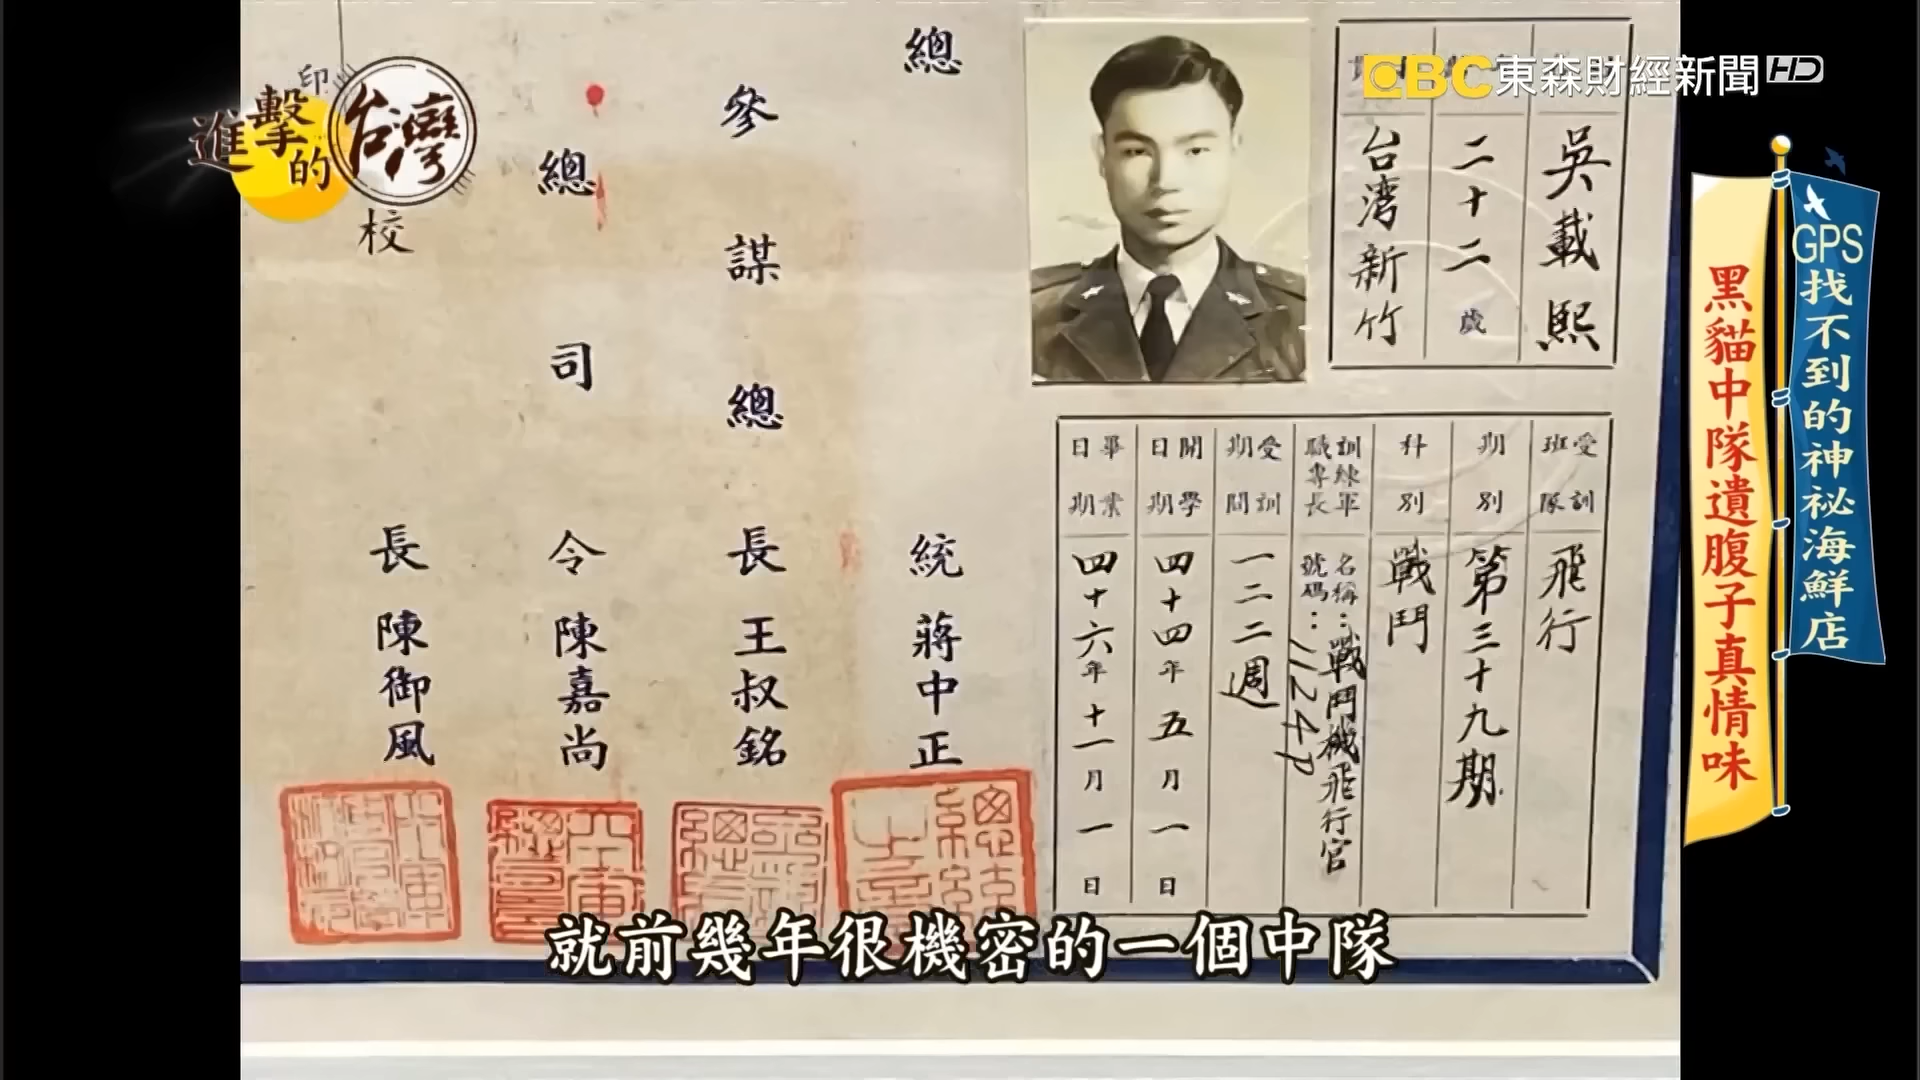 進擊的台灣
印
EBC 東森財經新聞 HD
GPS找不到的神祕海鮮店
黑貓中隊遺腹子真情味
吳載熙
二十二歲
台湾新竹
受訓班隊
飛行
期別
第三十九期
科別
戰鬥
訓練軍職專長
名稱：戰鬥機飛行官
號碼：1124P
受訓期間
一二二週
開學日期
四十四年五月一日
畢業日期
四十六年十一月一日
總統 蔣中正
參謀總長 王叔銘
總司令 陳嘉尚
校長 陳御風
就前幾年很機密的一個中隊